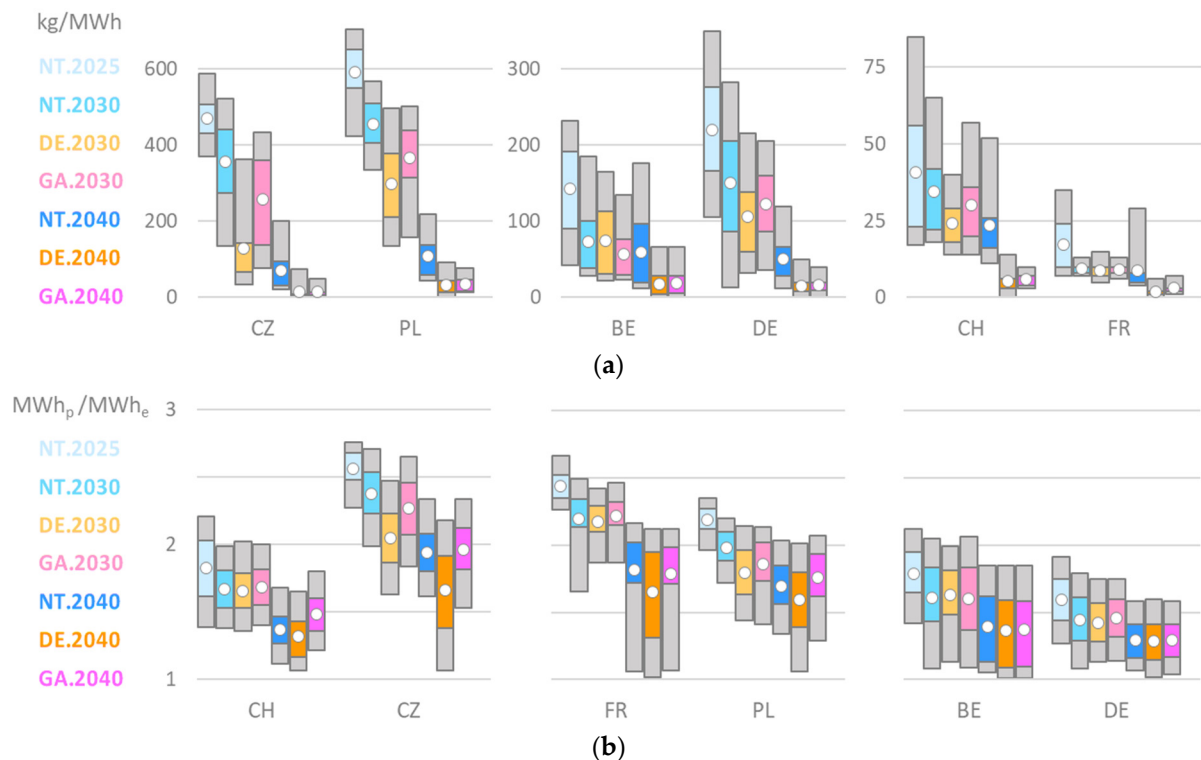 kg/MWh
NT.2025
NT.2030
DE.2030
GA.2030
NT.2040
DE.2040
GA.2040
600
400
200
0
CZ PL
300
200
100
0
BE DE
75
50
25
0
CH FR
(a)
MWhp/MWhe
NT.2025
NT.2030
DE.2030
GA.2030
NT.2040
DE.2040
GA.2040
3
2
1
CH CZ FR PL BE DE
(b)